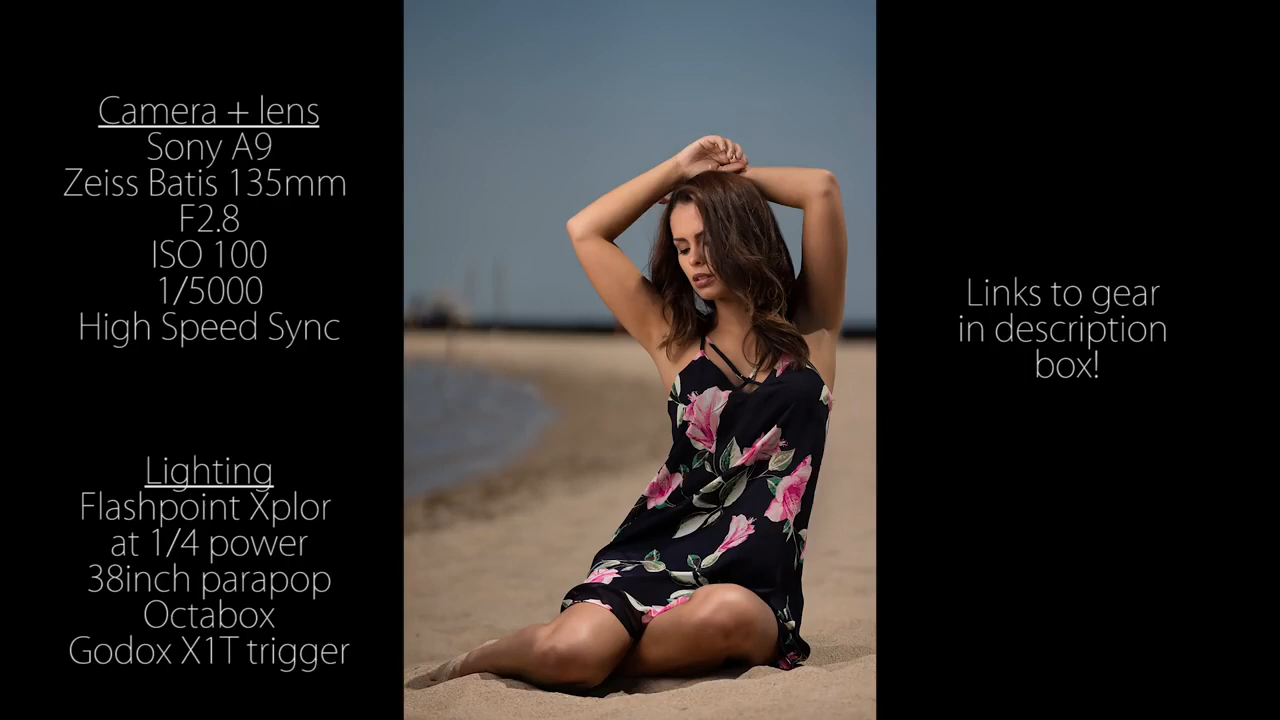 Camera + lens
Sony A9
Zeiss Batis 135mm
F2.8
ISO 100
1/5000
High Speed Sync
Lighting
Flashpoint Xplor
at 1/4 power
38inch parapop
Octabox
Godox X1T trigger
Links to gear
in description
box!